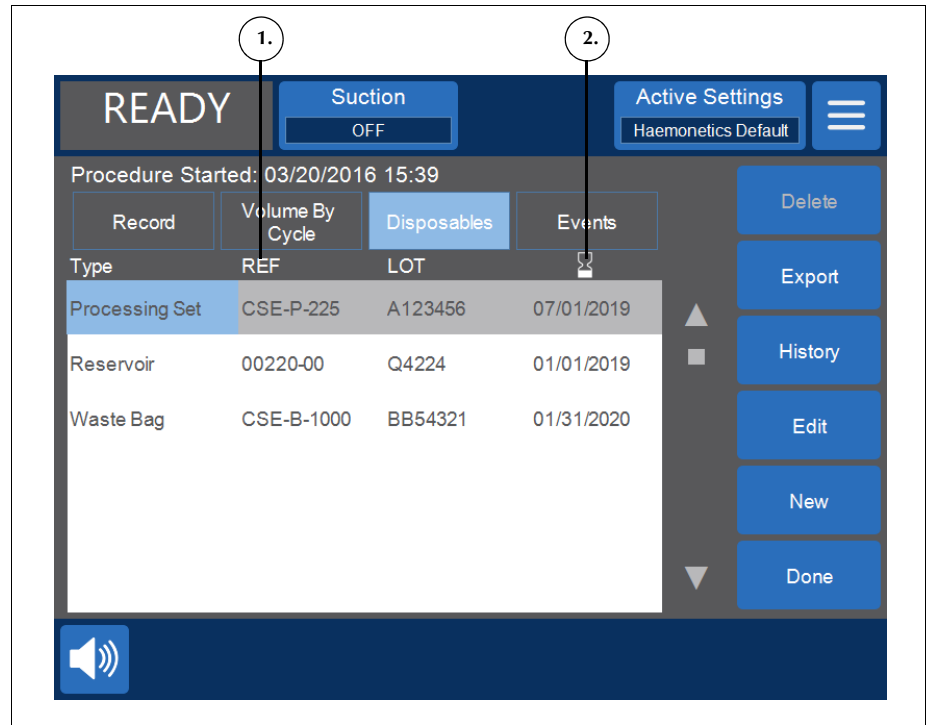 1. 2.
READY Suction Active Settings
OFF Haemonetics Default
Procedure Started: 03/20/2016 15:39
Record Volume By Cycle Disposables Events Delete
Type REF LOT
Export
Processing Set CSE-P-225 A123456 07/01/2019
Reservoir 00220-00 Q4224 01/01/2019 History
Waste Bag CSE-B-1000 BB54321 01/31/2020 Edit
New
Done